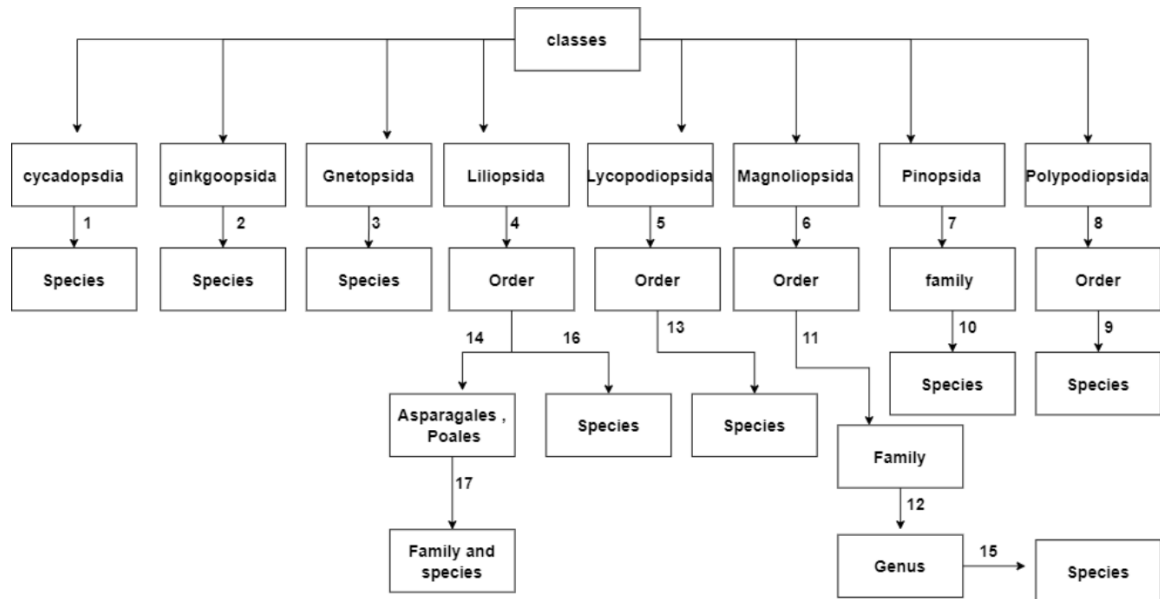 classes
cycadopsdia
ginkgoopsida
Gnetopsida
Liliopsida
Lycopodiopsida
Magnoliopsida
Pinopsida
Polypodiopsida
1
2
3
4
5
6
7
8
Species
Species
Species
Order
Order
Order
family
Order
14
16
13
11
10
9
Asparagales ,
Poales
Species
Species
Species
Species
Family
17
12
Family and
species
Genus
15
Species